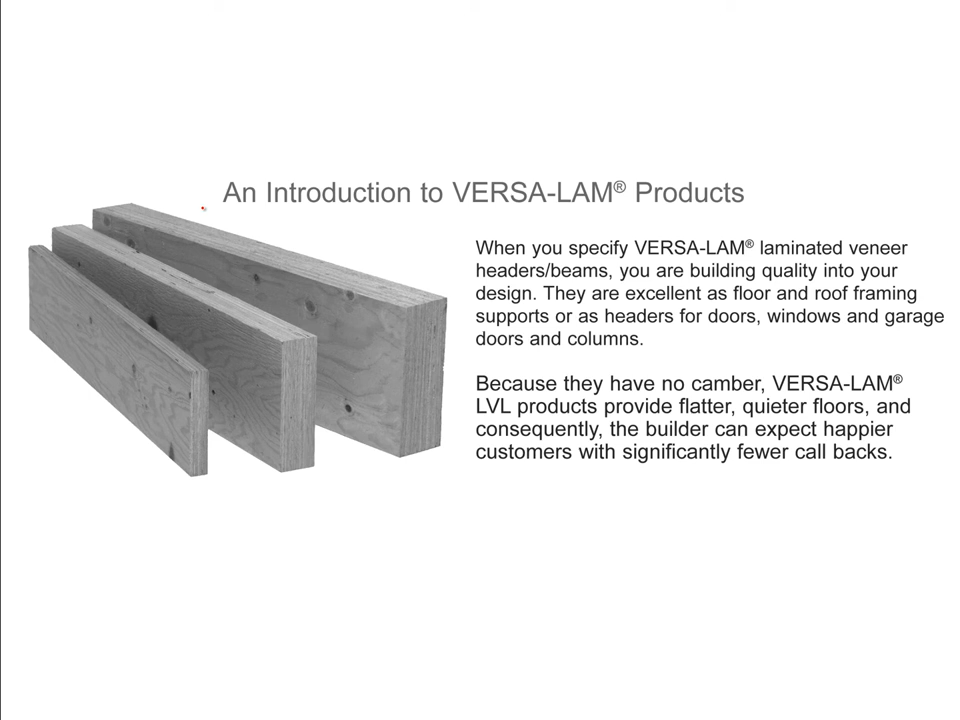 An Introduction to VERSA-LAM® Products
When you specify VERSA-LAM® laminated veneer
headers/beams, you are building quality into your
design. They are excellent as floor and roof framing
supports or as headers for doors, windows and garage
doors and columns.
Because they have no camber, VERSA-LAM®
LVL products provide flatter, quieter floors, and
consequently, the builder can expect happier
customers with significantly fewer call backs.